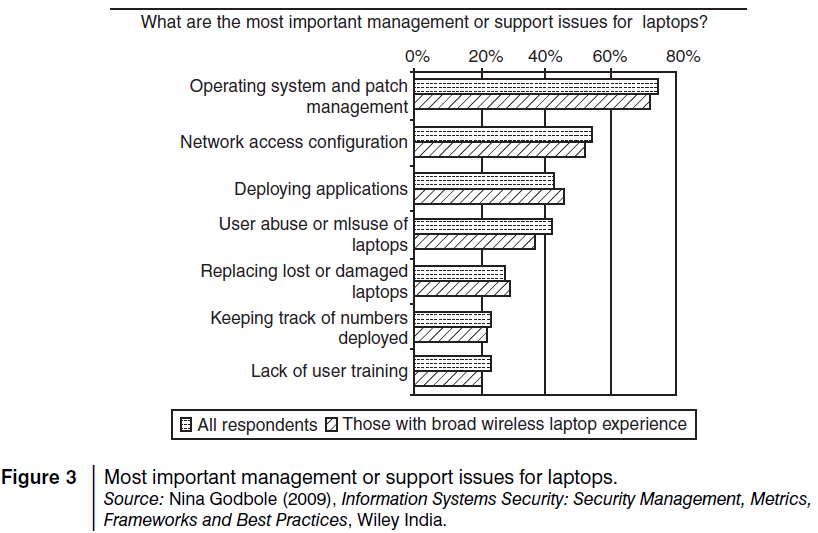 What are the most important management or support issues for laptops?
0% 20% 40% 60% 80%
Operating system and patch
management
Network access configuration
Deploying applications
User abuse or mlsuse of
laptops
Replacing lost or damaged
laptops
Keeping track of numbers
deployed
Lack of user training
All respondents Those with broad wireless laptop experience
Figure 3 Most important management or support issues for laptops.
Source: Nina Godbole (2009), Information Systems Security: Security Management, Metrics,
Frameworks and Best Practices, Wiley India.